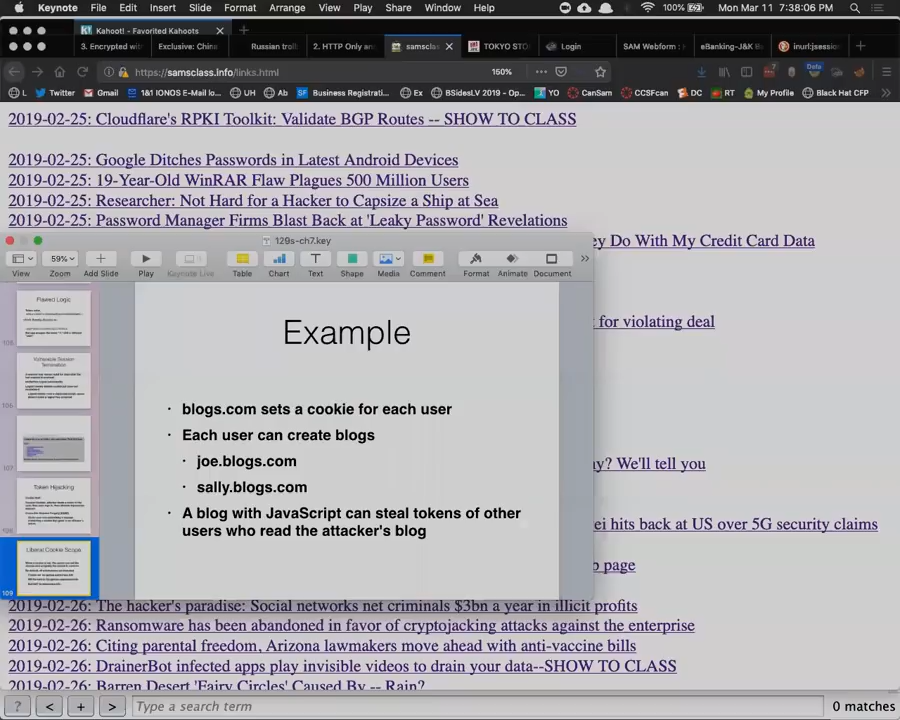 Keynote File Edit Insert Slide Format Arrange View Play Share Window Help 100% Mon Mar 11 7:38:06 PM
Kahoot! - Favorited Kahoots
3. Encrypted with Exclusive: China Russian troll 2. HTTP Only an samsclass TOKYO STO Login SAM Webform : eBanking-J&K B inurl:jsession
https://samsclass.info/links.html 150%
L Twitter Gmail 1&1 IONOS E-Mail lo UH Ab Business Registrati... Ex BSidesLV 2019 - Op... YO CanSam CCSFcan DC RT My Profile Black Hat CFP
2019-02-25: Cloudflare's RPKI Toolkit: Validate BGP Routes -- SHOW TO CLASS
2019-02-25: Google Ditches Passwords in Latest Android Devices
2019-02-25: 19-Year-Old WinRAR Flaw Plagues 500 Million Users
2019-02-25: Researcher: Not Hard for a Hacker to Capsize a Ship at Sea
2019-02-25: Password Manager Firms Blast Back at 'Leaky Password' Revelations
ey Do With My Credit Card Data
129s-ch7.key
59%
View Zoom Add Slide Play Keynote Live Table Chart Text Shape Media Comment Format Animate Document
for violating deal
Example
blogs.com sets a cookie for each user
Each user can create blogs
joe.blogs.com
sally.blogs.com
A blog with JavaScript can steal tokens of other
users who read the attacker's blog
Flawed Logic
Vulnerable Session
Termination
106
107
Token Hijacking
108
Liberal Cookie Scope
109
y? We'll tell you
ei hits back at US over 5G security claims
b page
2019-02-26: The hacker's paradise: Social networks net criminals $3bn a year in illicit profits
2019-02-26: Ransomware has been abandoned in favor of cryptojacking attacks against the enterprise
2019-02-26: Citing parental freedom, Arizona lawmakers move ahead with anti-vaccine bills
2019-02-26: DrainerBot infected apps play invisible videos to drain your data--SHOW TO CLASS
2019-02-26: Barren Desert 'Fairy Circles' Caused By -- Rain?
? < + > Type a search term 0 matches